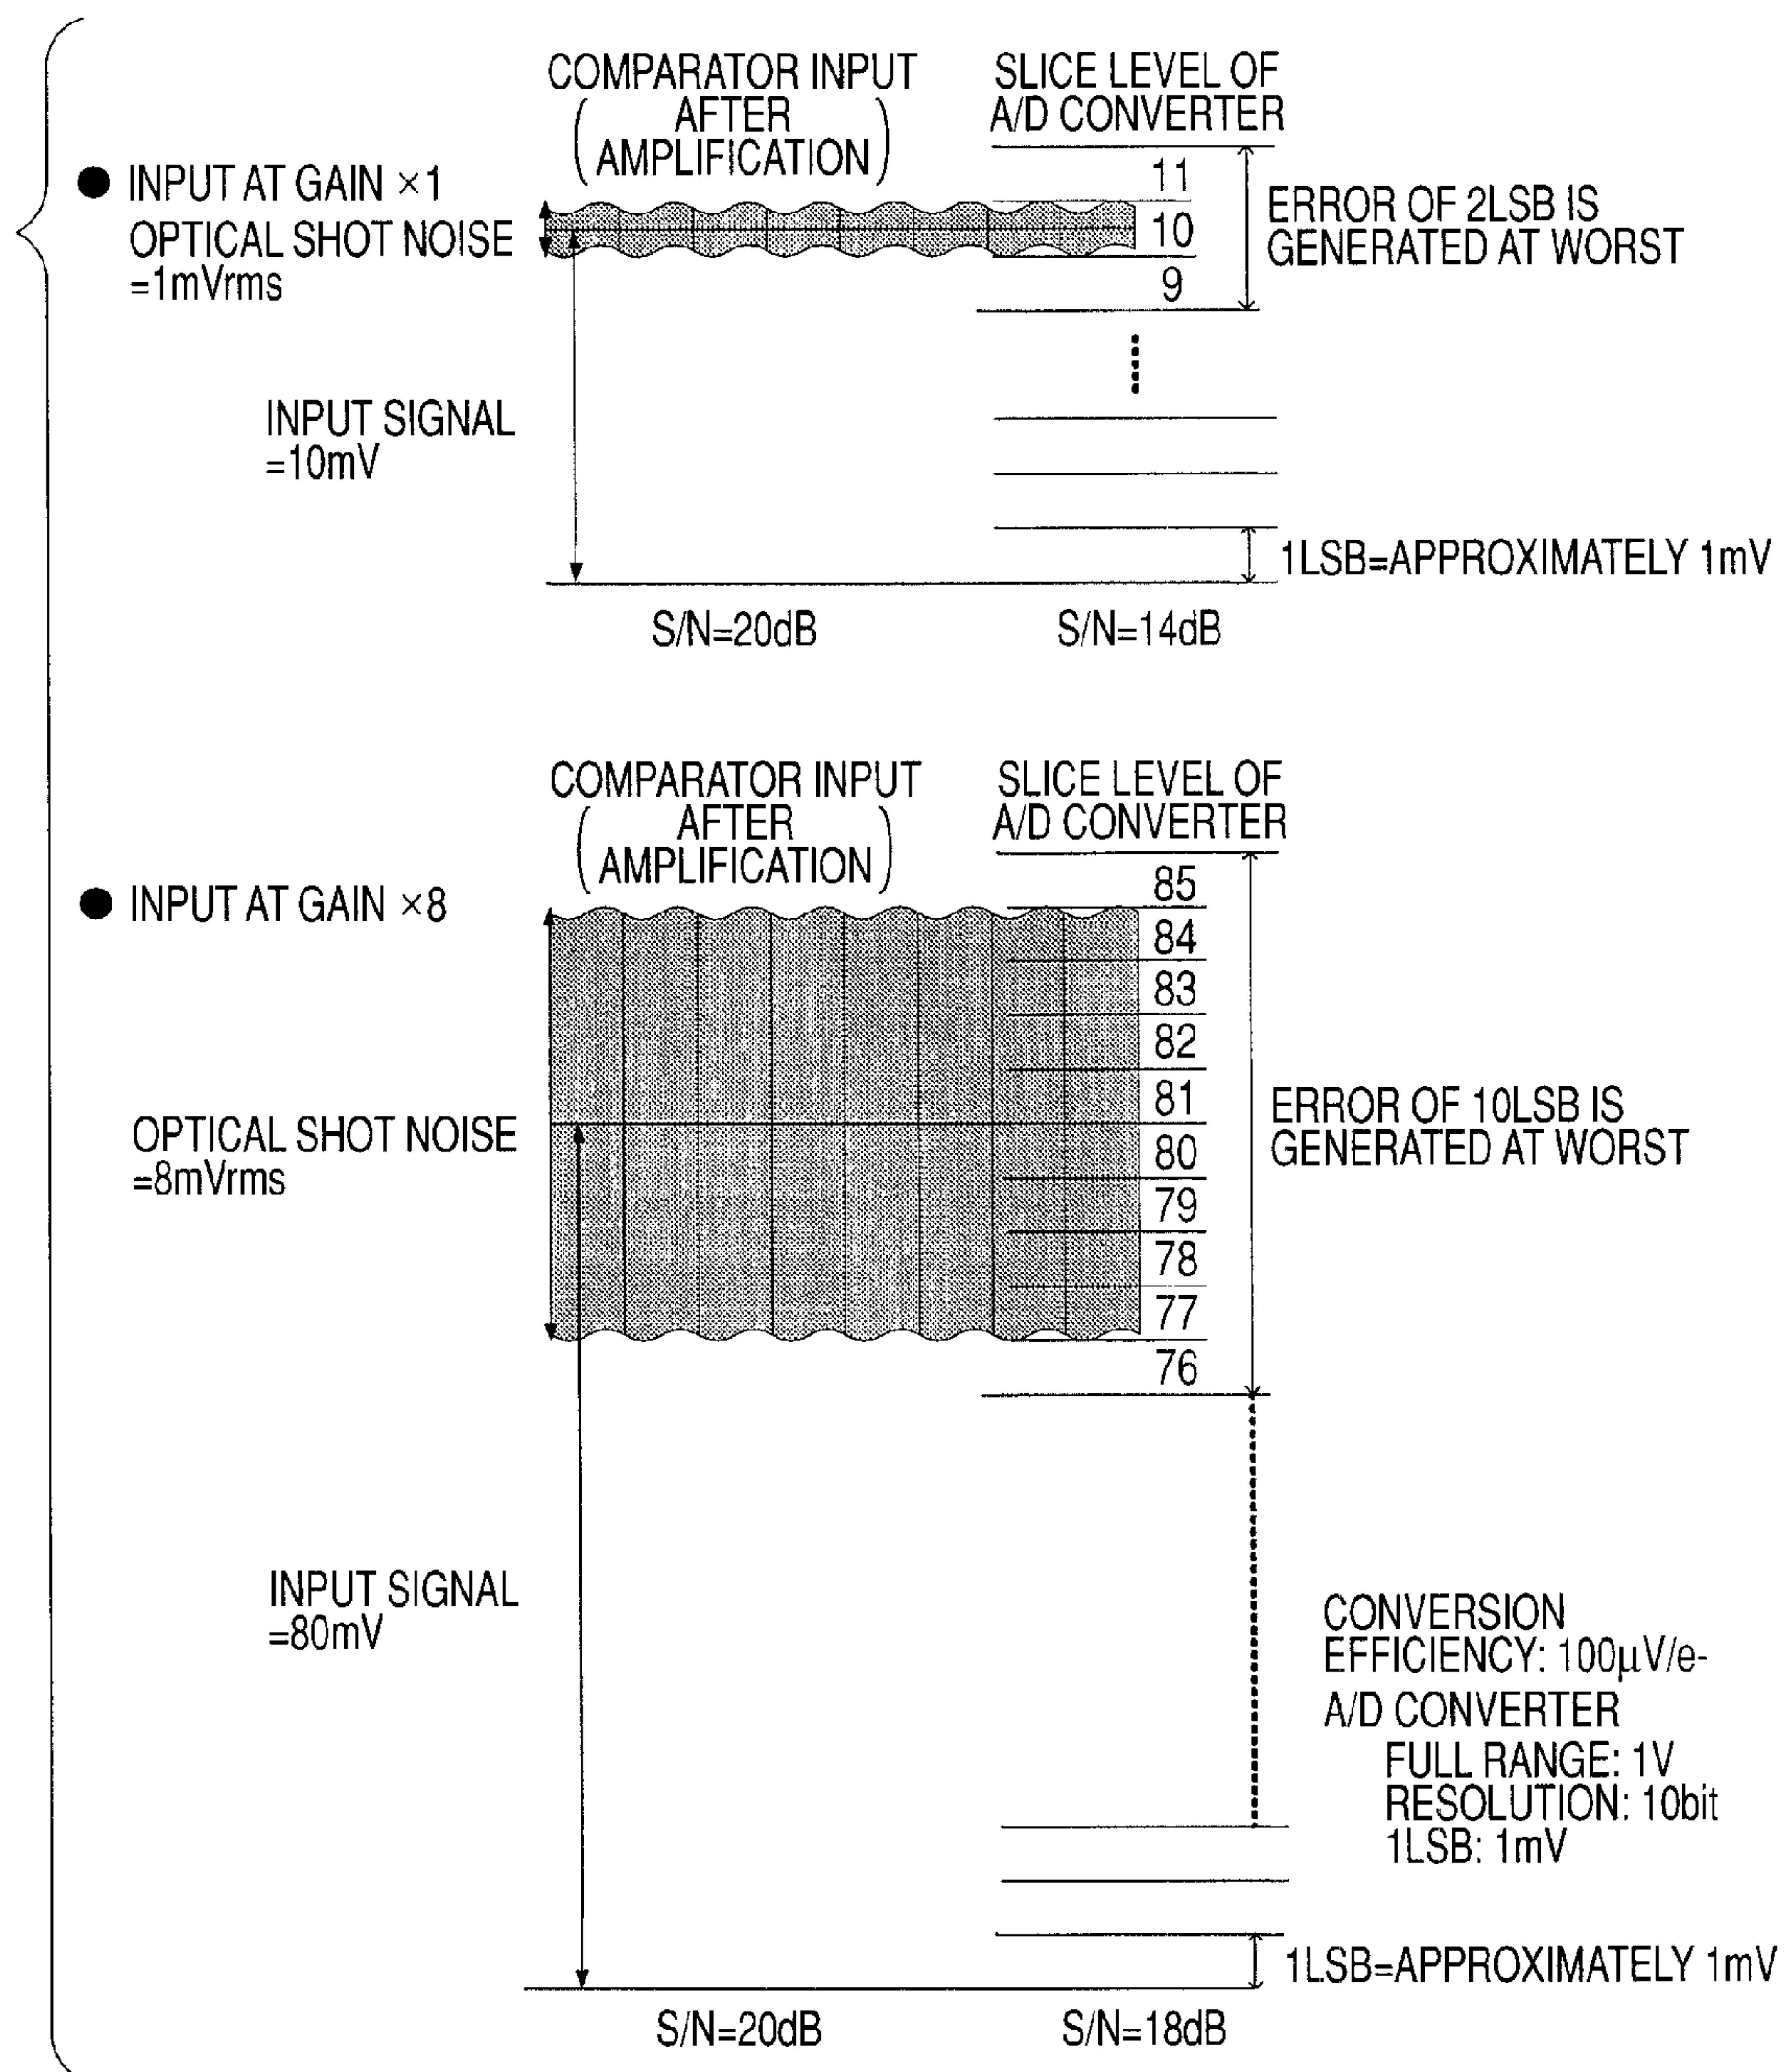 COMPARATOR INPUT
( AFTER
AMPLIFICATION )
SLICE LEVEL OF
A/D CONVERTER
● INPUT AT GAIN ×1
OPTICAL SHOT NOISE
=1mVrms
11
10
9
ERROR OF 2LSB IS
GENERATED AT WORST
INPUT SIGNAL
=10mV
1LSB=APPROXIMATELY 1mV
S/N=20dB
S/N=14dB
COMPARATOR INPUT
( AFTER
AMPLIFICATION )
SLICE LEVEL OF
A/D CONVERTER
● INPUT AT GAIN ×8
85
84
83
82
81
80
79
78
77
76
OPTICAL SHOT NOISE
=8mVrms
ERROR OF 10LSB IS
GENERATED AT WORST
INPUT SIGNAL
=80mV
CONVERSION
EFFICIENCY: 100μV/e-
A/D CONVERTER
FULL RANGE: 1V
RESOLUTION: 10bit
1LSB: 1mV
1LSB=APPROXIMATELY 1mV
S/N=20dB
S/N=18dB